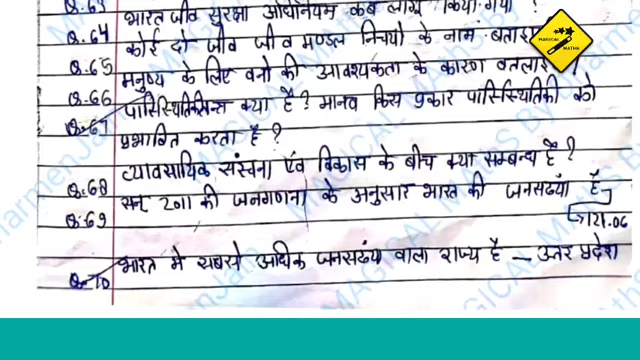 Q.63 भारत जीव सुरक्षा अधिनियम कब लागू किया गया ?
Q.64 कोई दो जीव जीव मण्डल निचयो के नाम बताइए
Q.65 मनुष्य के लिए वनो की आवश्यकता के कारण बतलाइए
Q.66 पारिस्थितितन्त क्या है ? मानव किस प्रकार पारिस्थितिकी को
Q.67 प्रभावित करता है ?
व्यावसायिक संरचना एंव विकास के बीच क्या सम्बन्ध है ?
Q.68 सन् 2011 की जनगणना के अनुसार भारत की जनसंख्या है
Q.69
→ 121.06
भारत मे सबसे अधिक जनसंख्य वाला राज्य है – उत्तर प्रदेश
Q.70
MAGICAL MATHS